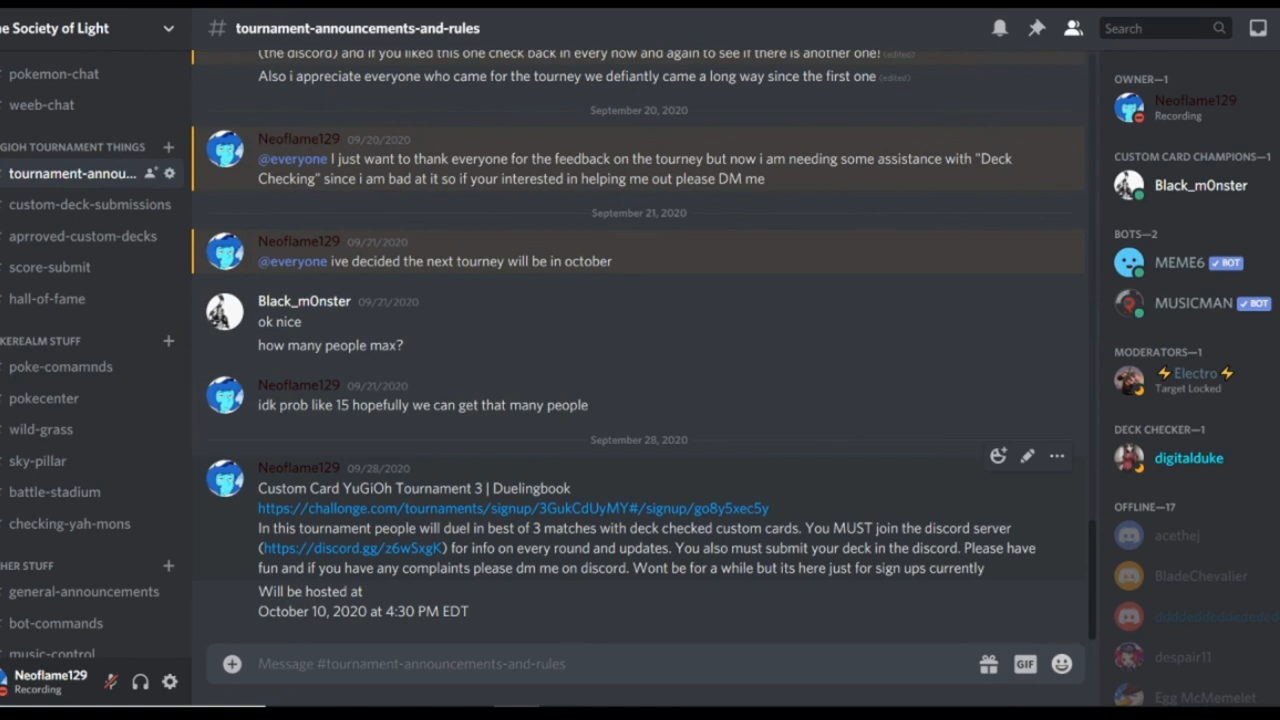 e Society of Light
pokemon-chat
weeb-chat
GIOH TOURNAMENT THINGS
tournament-annou...
custom-deck-submissions
aprroved-custom-decks
score-submit
hall-of-fame
KEREALM STUFF
poke-comamnds
pokecenter
wild-grass
sky-pillar
battle-stadium
checking-yah-mons
HER STUFF
general-announcements
bot-commands
music-control
Neoflame129
Recording
# tournament-announcements-and-rules
Search
(the discord) and if you liked this one check back in every now and again to see if there is another one! (edited)
Also i appreciate everyone who came for the tourney we defiantly came a long way since the first one (edited)
September 20, 2020
Neoflame129 09/20/2020
@everyone I just want to thank everyone for the feedback on the tourney but now i am needing some assistance with "Deck
Checking" since i am bad at it so if your interested in helping me out please DM me
September 21, 2020
Neoflame129 09/21/2020
@everyone ive decided the next tourney will be in october
Black_m0nster 09/21/2020
ok nice
how many people max?
Neoflame129 09/21/2020
idk prob like 15 hopefully we can get that many people
September 28, 2020
Neoflame129 09/28/2020
Custom Card YuGiOh Tournament 3 | Duelingbook
https://challonge.com/tournaments/signup/3GukCdUyMY#/signup/go8y5xec5y
In this tournament people will duel in best of 3 matches with deck checked custom cards. You MUST join the discord server
(https://discord.gg/z6wSxgK) for info on every round and updates. You also must submit your deck in the discord. Please have
fun and if you have any complaints please dm me on discord. Wont be for a while but its here just for sign ups currently
Will be hosted at
October 10, 2020 at 4:30 PM EDT
Message #tournament-announcements-and-rules
GIF
OWNER—1
Neoflame129
Recording
CUSTOM CARD CHAMPIONS—1
Black_m0nster
BOTS—2
MEME6 ✓ BOT
MUSICMAN ✓ BOT
MODERATORS—1
⚡Electro⚡
Target Locked
DECK CHECKER—1
digitalduke
OFFLINE—17
acethej
BladeChevalier
despair11
Egg McMemelet